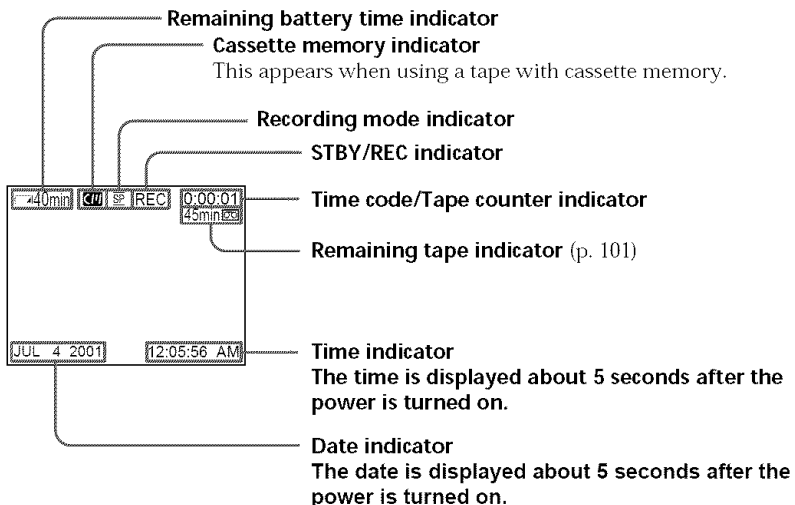 Remaining battery time indicator
Cassette memory indicator
This appears when using a tape with cassette memory.
Recording mode indicator
STBY/REC indicator
40min CM SP REC 0:00:01
Time code/Tape counter indicator
45min
Remaining tape indicator (p. 101)
JUL 4 2001 12:05:56 AM
Time indicator
The time is displayed about 5 seconds after the
power is turned on.
Date indicator
The date is displayed about 5 seconds after the
power is turned on.